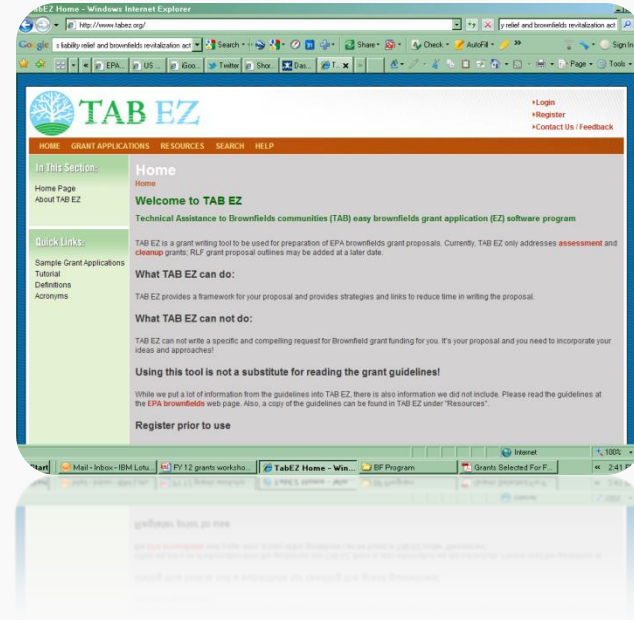 TabEZ Home - Windows Internet Explorer
http://www.tabez.org/
y relief and brownfields revitalization act
Google s liability relief and brownfields revitalization act Search Share Check AutoFill Sign In
EPA... US ... iGoo... Twitter Shor... Das... T.. Page Tools
TAB EZ
Login
Register
Contact Us / Feedback
HOME GRANT APPLICATIONS RESOURCES SEARCH HELP
In This Section:
Home Page
About TAB EZ
Quick Links:
Sample Grant Applications
Tutorial
Definitions
Acronyms
Home
Home
Welcome to TAB EZ
Technical Assistance to Brownfields communities (TAB) easy brownfields grant application (EZ) software program
TAB EZ is a grant writing tool to be used for preparation of EPA brownfields grant proposals. Currently, TAB EZ only addresses assessment and
cleanup grants; RLF grant proposal outlines may be added at a later date.
What TAB EZ can do:
TAB EZ provides a framework for your proposal and provides strategies and links to reduce time in writing the proposal.
What TAB EZ can not do:
TAB EZ can not write a specific and compelling request for Brownfield grant funding for you. It's your proposal and you need to incorporate your
ideas and approaches!
Using this tool is not a substitute for reading the grant guidelines!
While we put a lot of information from the guidelines into TAB EZ, there is also information we did not include. Please read the guidelines at
the EPA brownfields web page. Also, a copy of the guidelines can be found in TAB EZ under "Resources".
Register prior to use
Internet 100%
Start Mail - Inbox - IBM Lotu... FY 12 grants worksho... TabEZ Home - Win... BF Program Grants Selected For F... 2:41 P